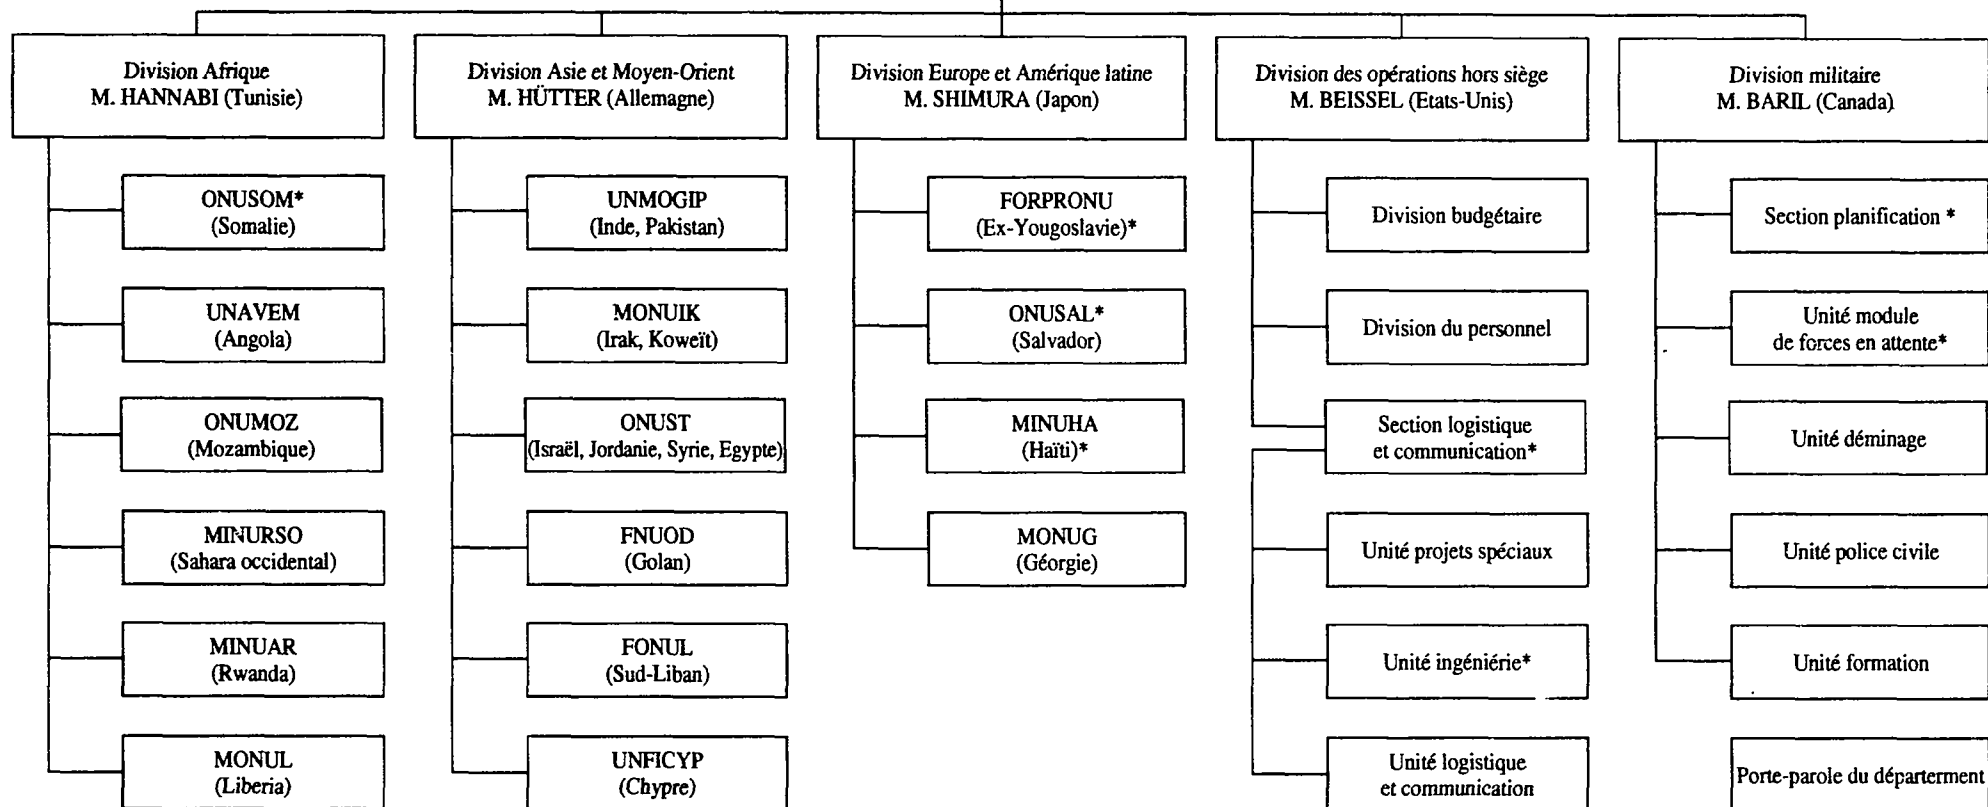 Division Afrique
M. HANNABI (Tunisie)
ONUSOM*
(Somalie)
UNAVEM
(Angola)
ONUMOZ
(Mozambique)
MINURSO
(Sahara occidental)
MINUAR
(Rwanda)
MONUL
(Liberia)
Division Asie et Moyen-Orient
M. HÜTTER (Allemagne)
UNMOGIP
(Inde, Pakistan)
MONUIK
(Irak, Koweït)
ONUST
(Israël, Jordanie, Syrie, Egypte)
FNUOD
(Golan)
FONUL
(Sud-Liban)
UNFICYP
(Chypre)
Division Europe et Amérique latine
M. SHIMURA (Japon)
FORPRONU
(Ex-Yougoslavie)*
ONUSAL*
(Salvador)
MINUHA
(Haïti)*
MONUG
(Géorgie)
Division des opérations hors siège
M. BEISSEL (Etats-Unis)
Division budgétaire
Division du personnel
Section logistique
et communication*
Unité projets spéciaux
Unité ingéniérie*
Unité logistique
et communication
Division militaire
M. BARIL (Canada)
Section planification *
Unité module
de forces en attente*
Unité déminage
Unité police civile
Unité formation
Porte-parole du départerment